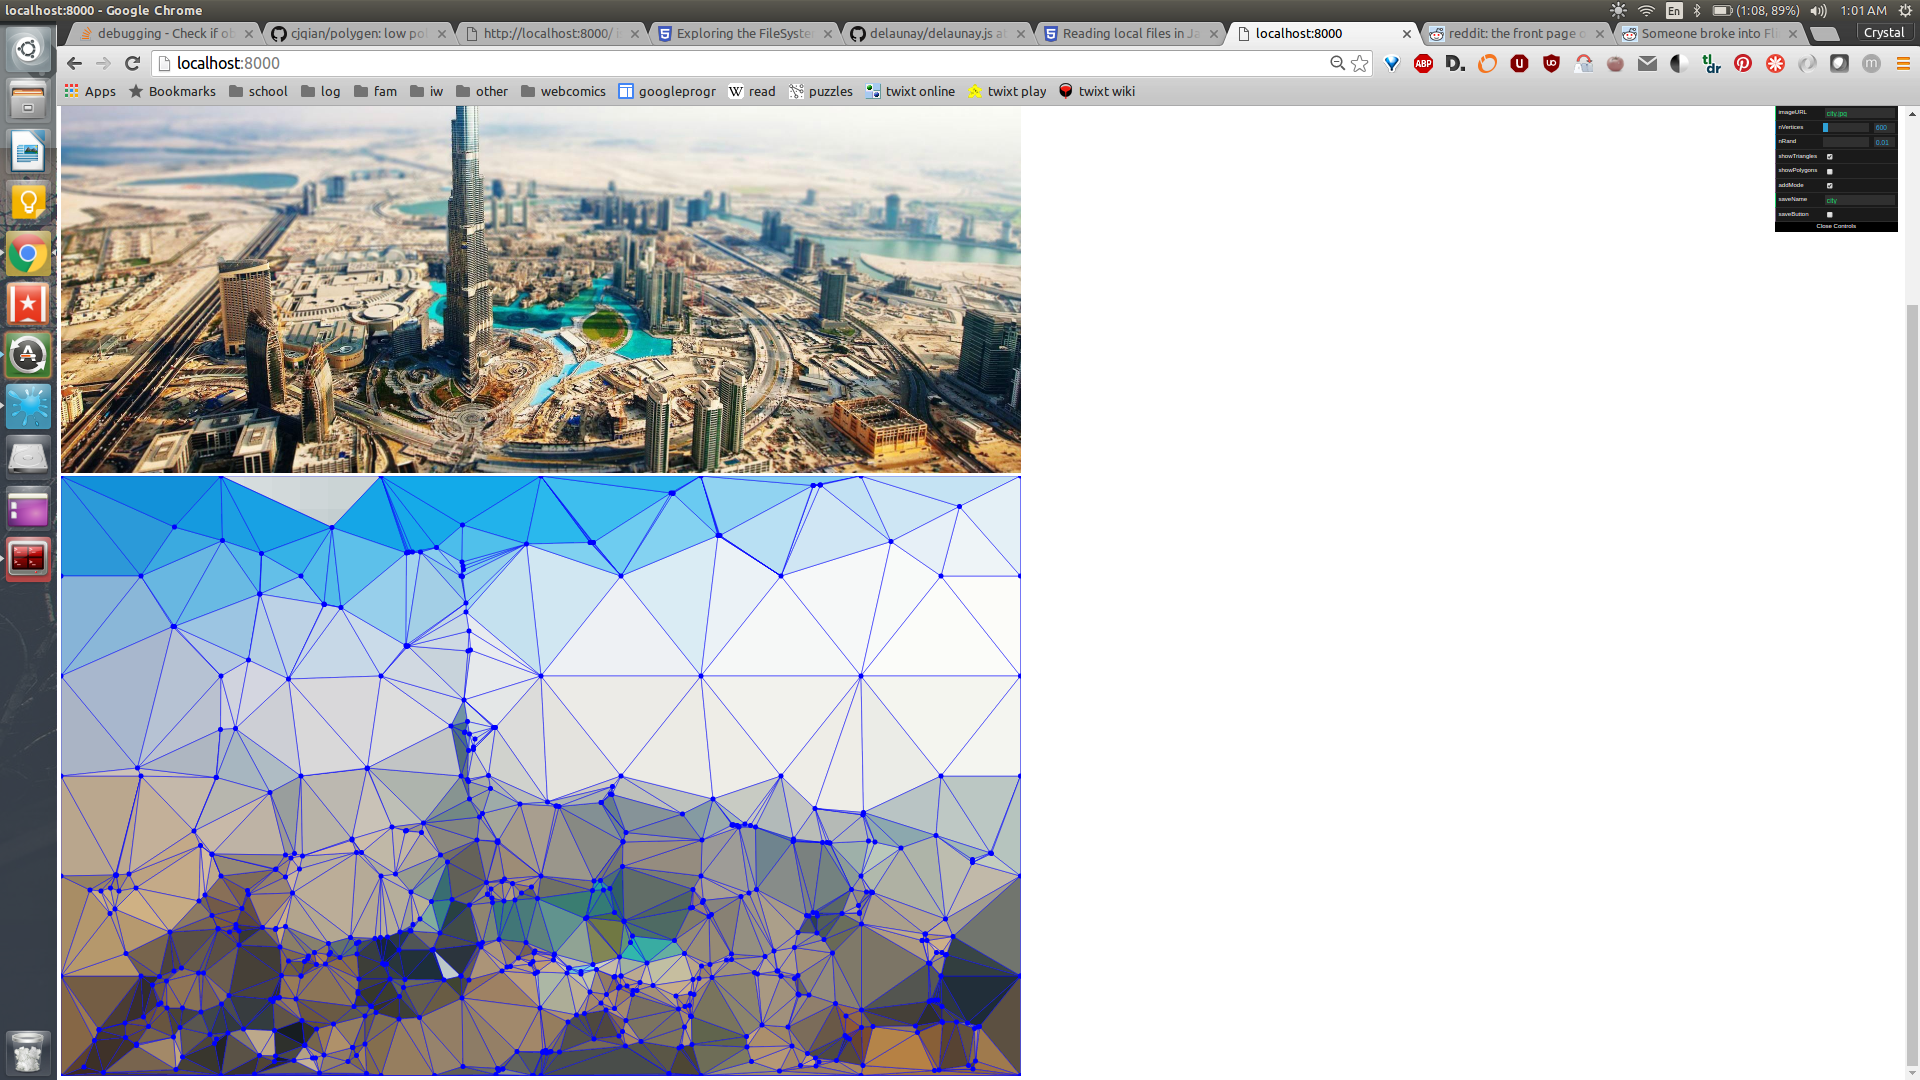 localhost:8000 - Google Chrome
En
(1:08, 89%)
1:01 AM
debugging - Check if ob
cjqian/polygen: low pol
http://localhost:8000/
Exploring the FileSyste
delaunay/delaunay.js at
Reading local files in Ja
localhost:8000
reddit: the front page o
Someone broke into Fli
Crystal
localhost:8000
ABP
D.
tl;dr
Apps
Bookmarks
school
log
fam
iw
other
webcomics
googleprogr
W read
puzzles
twixt online
twixt play
twixt wiki
imageURL city.jpg
nVertices 600
nRand 0.01
showTriangles
showPolygons
addMode
saveName city
saveButton
Close Controls